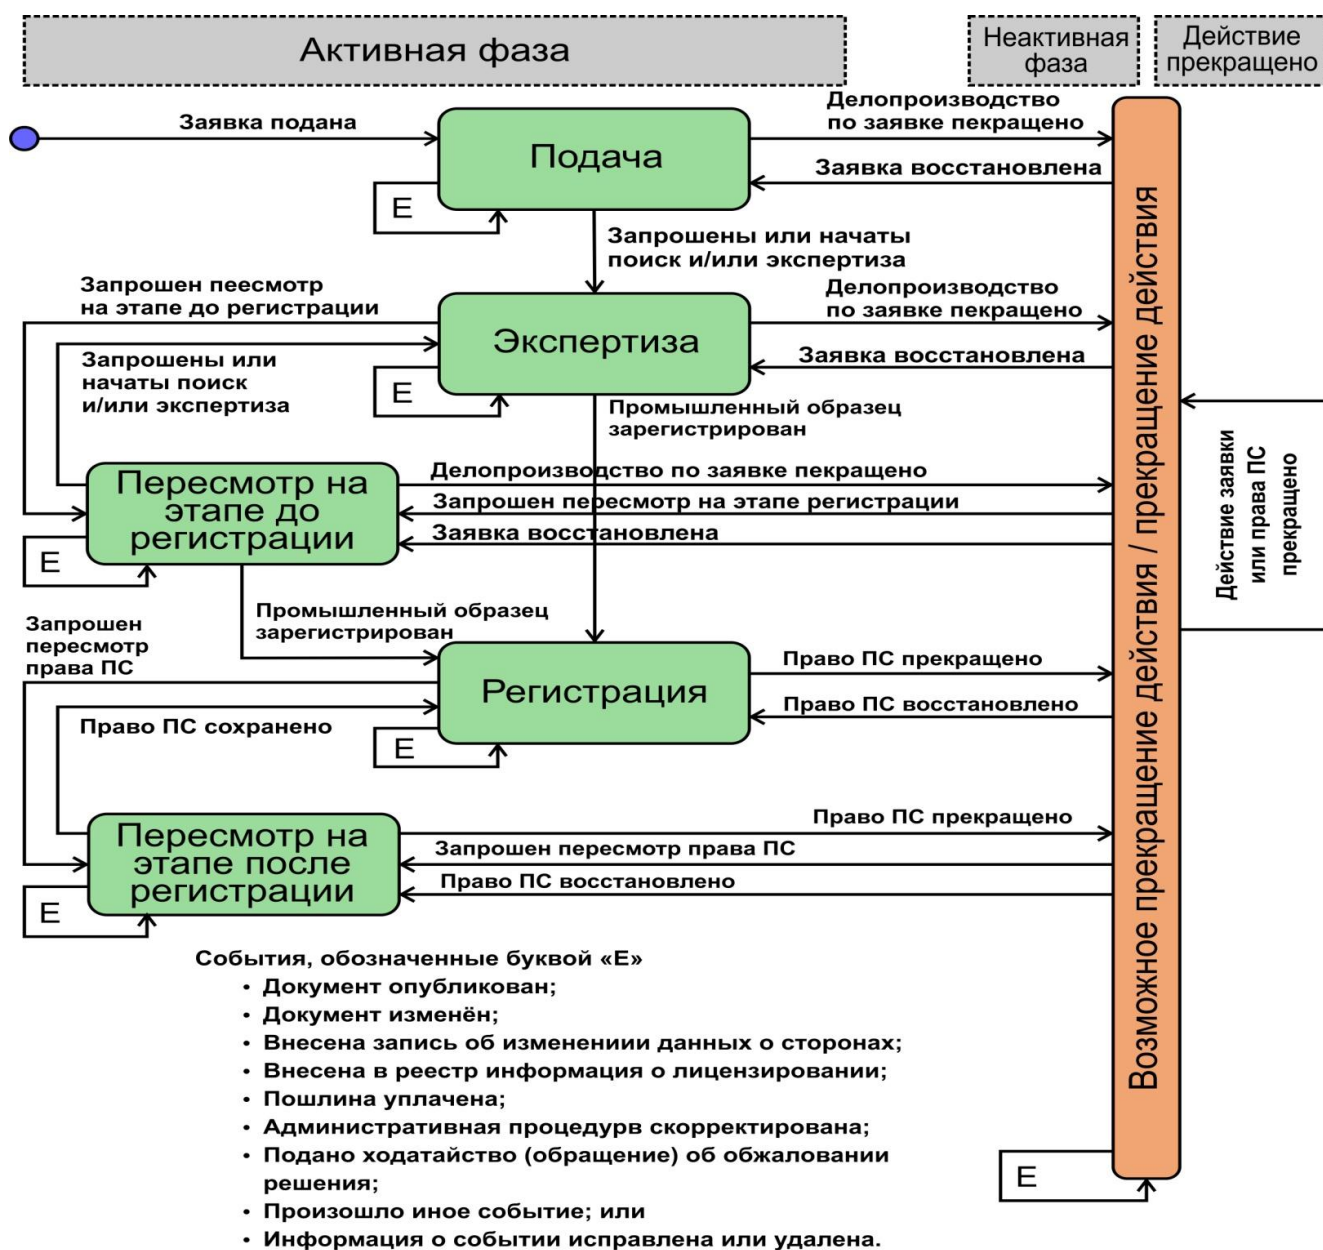 Активная фаза
Неактивная
фаза
Действие
прекращено
Заявка подана
Подача
Делопроизводство
по заявке пекращено
Заявка восстановлена
E
Запрошены или начаты
поиск и/или экспертиза
Запрошен пеесмотр
на этапе до регистрации
Экспертиза
Делопроизводство
по заявке пекращено
Заявка восстановлена
Запрошены или
начаты поиск
и/или экспертиза
E
Промышленный образец
зарегистрирован
Пересмотр на
этапе до
регистрации
Делопроизводство по заявке пекращено
Запрошен пересмотр на этапе регистрации
Заявка восстановлена
E
Возможное прекращение действия / прекращение действия
Действие заявки
или права ПС
прекращено
Промышленный образец
зарегистрирован
Запрошен
пересмотр
права ПС
Регистрация
Право ПС прекращено
Право ПС восстановлено
Право ПС сохранено
E
Пересмотр на
этапе после
регистрации
Право ПС прекращено
Запрошен пересмотр права ПС
Право ПС восстановлено
E
События, обозначенные буквой «Е»
• Документ опубликован;
• Документ изменён;
• Внесена запись об изменениии данных о сторонах;
• Внесена в реестр информация о лицензировании;
• Пошлина уплачена;
• Административная процедурв скорректирована;
• Подано ходатайство (обращение) об обжаловании
решения;
• Произошло иное событие; или
• Информация о событии исправлена или удалена.
E